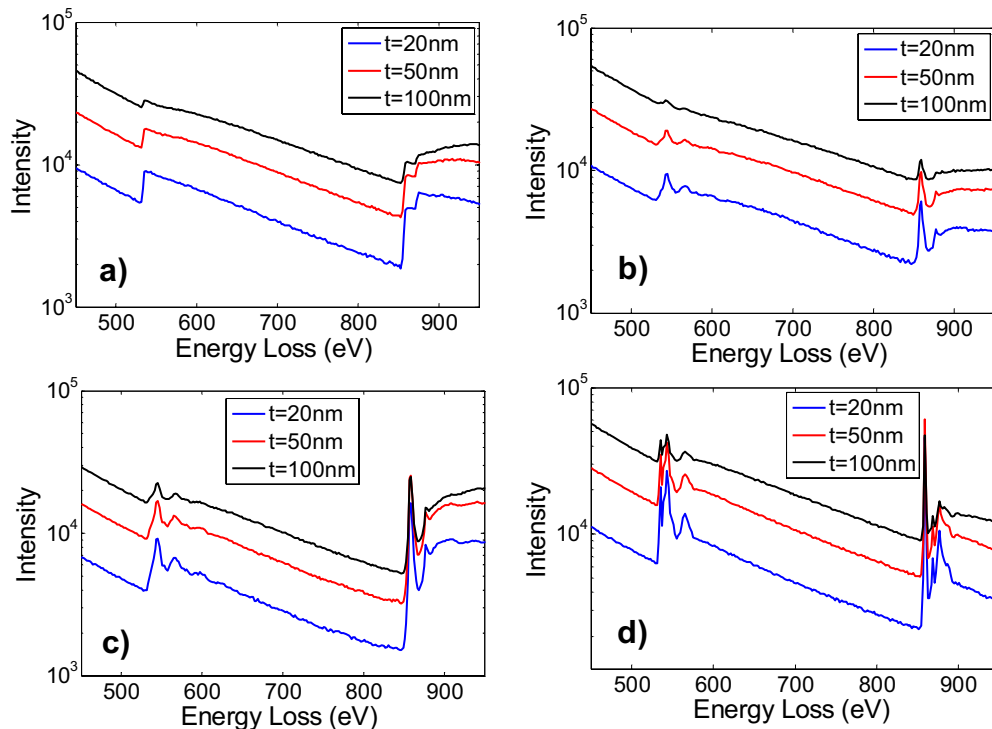 10^5
t=20nm
t=50nm
t=100nm
10^4
10^3
Intensity
a)
500 600 700 800 900
Energy Loss (eV)
10^5
t=20nm
t=50nm
t=100nm
10^4
10^3
Intensity
b)
500 600 700 800 900
Energy Loss (eV)
10^5
t=20nm
t=50nm
t=100nm
10^4
10^3
Intensity
c)
500 600 700 800 900
Energy Loss (eV)
10^5
t=20nm
t=50nm
t=100nm
10^4
Intensity
d)
500 600 700 800 900
Energy Loss (eV)